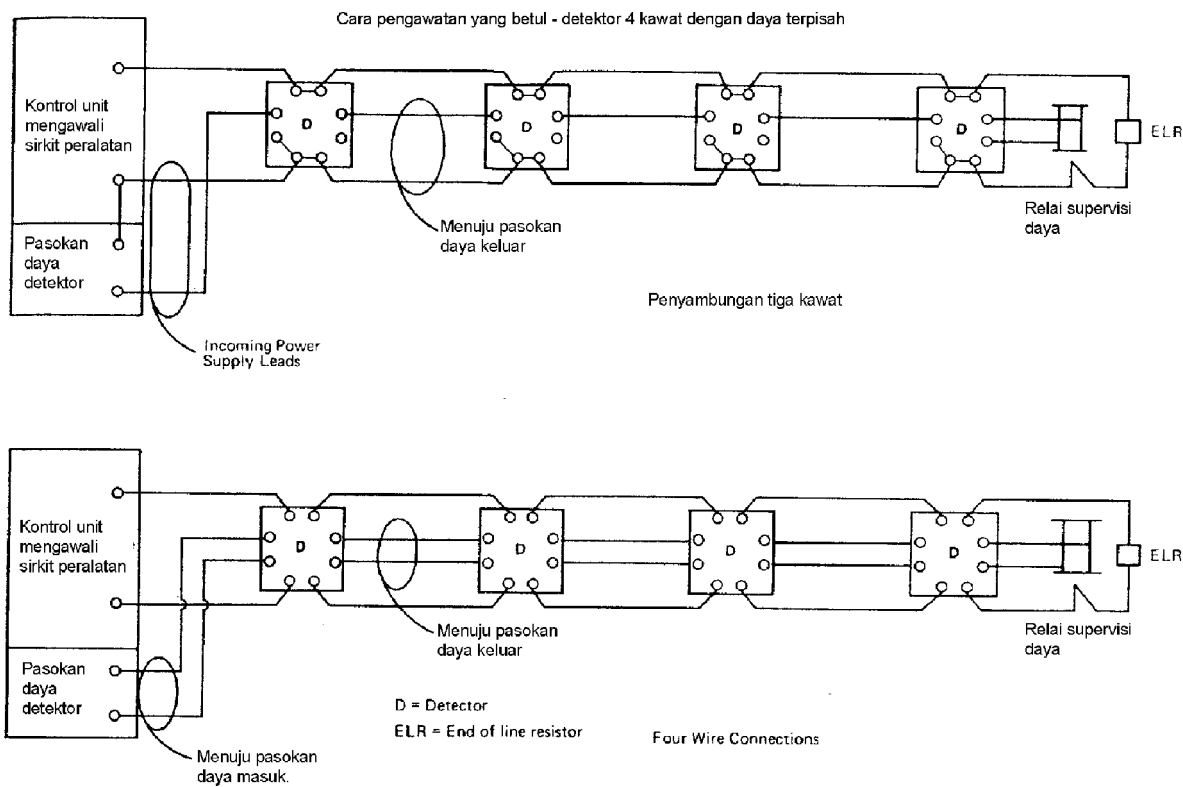 Cara pengawatan yang betul - detektor 4 kawat dengan daya terpisah
Kontrol unit
mengawali
sirkit peralatan
D
D
D
D
ELR
Menuju pasokan
daya keluar
Relai supervisi
daya
Pasokan
daya
detektor
Penyambungan tiga kawat
Incoming Power
Supply Leads
Kontrol unit
mengawali
sirkit peralatan
D
D
D
D
ELR
Menuju pasokan
daya keluar
Relai supervisi
daya
Pasokan
daya
detektor
D = Detector
ELR = End of line resistor
Four Wire Connections
Menuju pasokan
daya masuk.